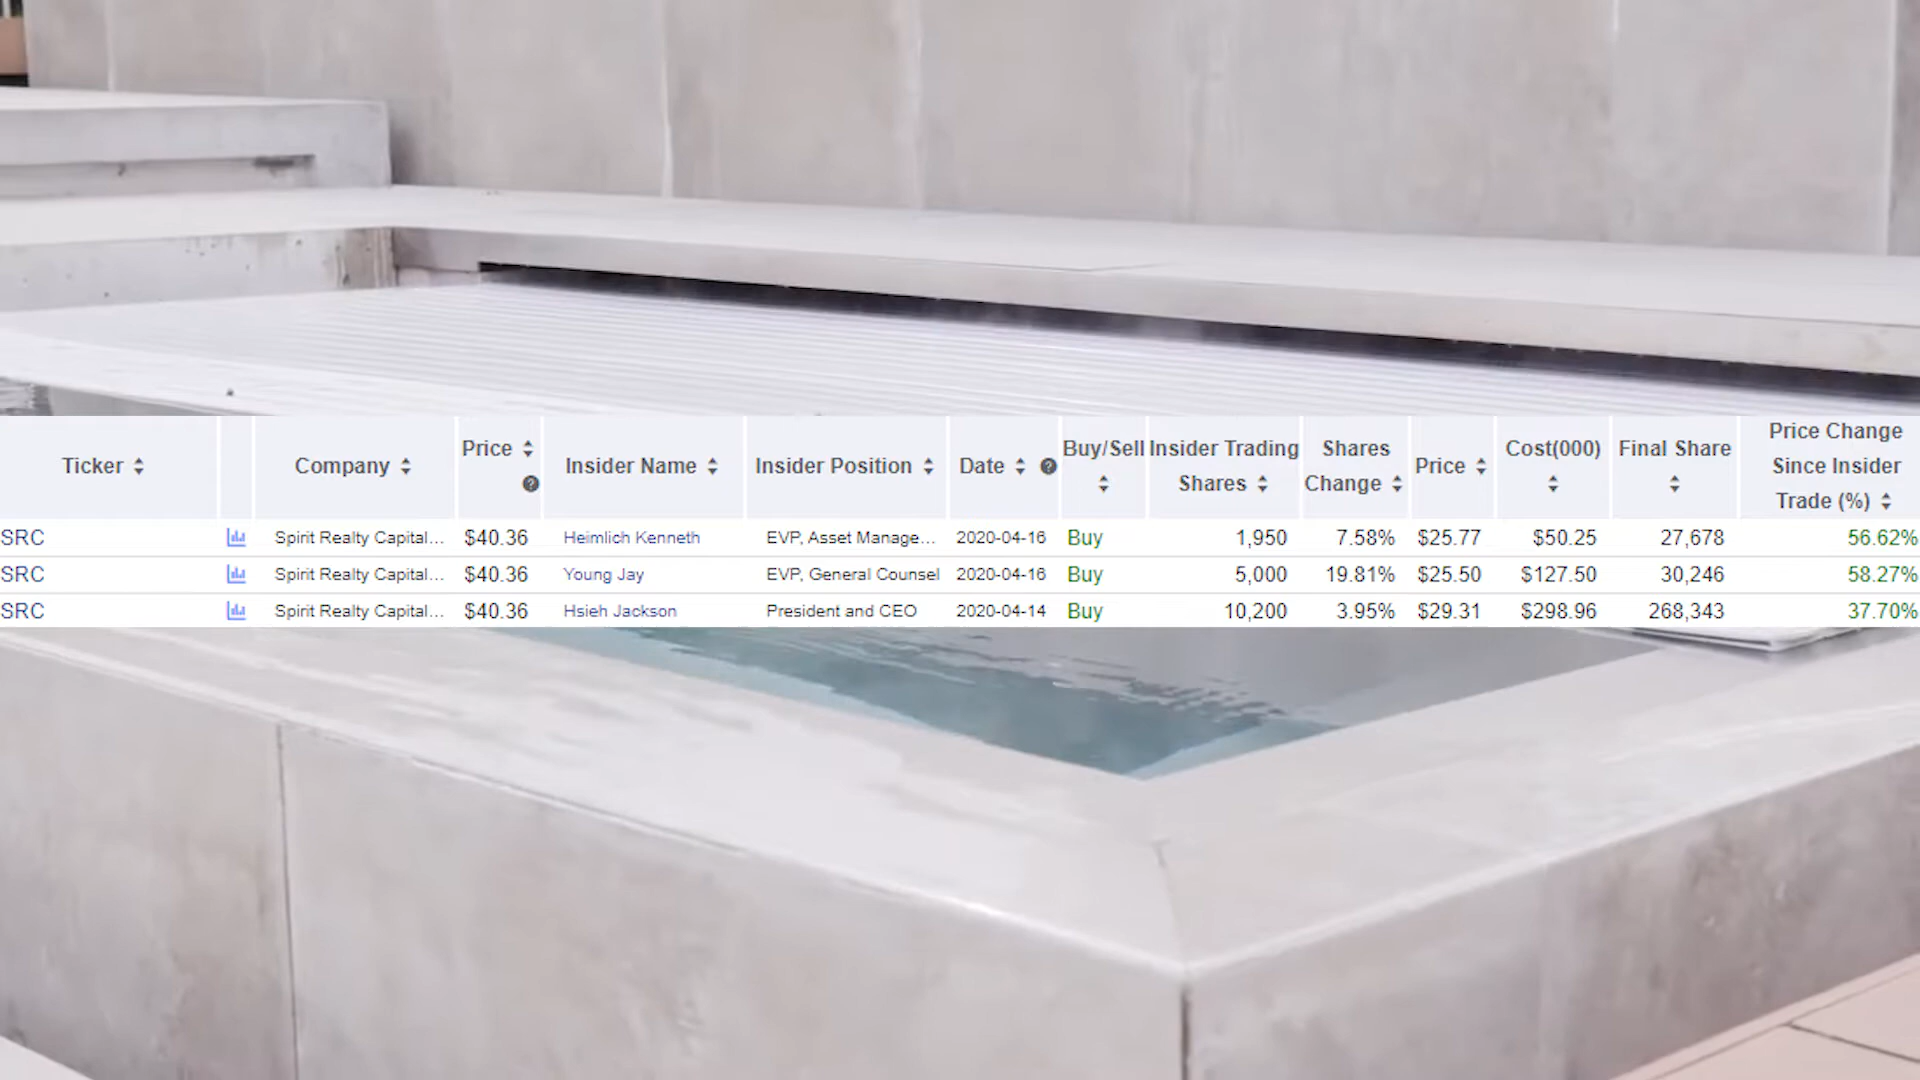 Ticker Company Price Insider Name Insider Position Date Buy/Sell Insider Trading Shares Shares Change Price Cost(000) Final Share Price Change Since Insider Trade (%)
SRC Spirit Realty Capital... $40.36 Heimlich Kenneth EVP, Asset Manage... 2020-04-16 Buy 1,950 7.58% $25.77 $50.25 27,678 56.62%
SRC Spirit Realty Capital... $40.36 Young Jay EVP, General Counsel 2020-04-16 Buy 5,000 19.81% $25.50 $127.50 30,246 58.27%
SRC Spirit Realty Capital... $40.36 Hsieh Jackson President and CEO 2020-04-14 Buy 10,200 3.95% $29.31 $298.96 268,343 37.70%